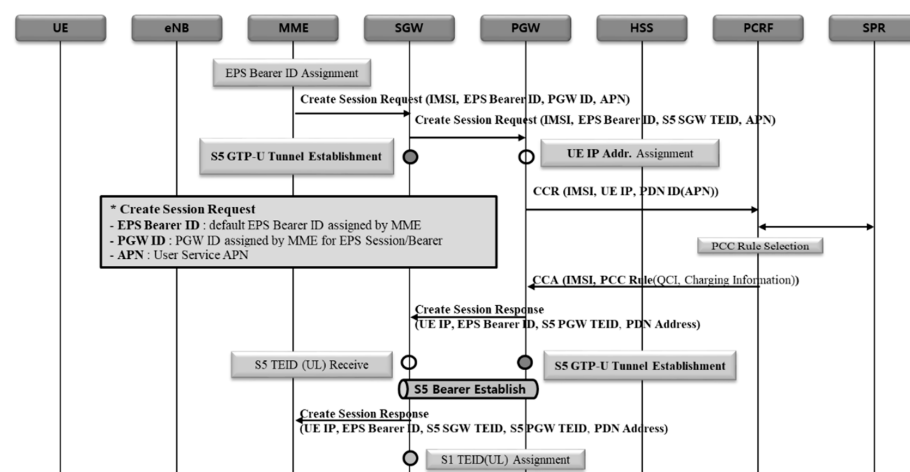 UE eNB MME SGW PGW HSS PCRF SPR
EPS Bearer ID Assignment
Create Session Request (IMSI, EPS Bearer ID, PGW ID, APN)
Create Session Request (IMSI, EPS Bearer ID, S5 SGW TEID, APN)
S5 GTP-U Tunnel Establishment
UE IP Addr. Assignment
CCR (IMSI, UE IP, PDN ID(APN))
* Create Session Request
- EPS Bearer ID : default EPS Bearer ID assigned by MME
- PGW ID : PGW ID assigned by MME for EPS Session/Bearer
- APN : User Service APN
PCC Rule Selection
CCA (IMSI, PCC Rule(QCI, Charging Information))
Create Session Response
(UE IP, EPS Bearer ID, S5 PGW TEID, PDN Address)
S5 TEID (UL) Receive
S5 GTP-U Tunnel Establishment
S5 Bearer Establish
Create Session Response
(UE IP, EPS Bearer ID, S5 SGW TEID, S5 PGW TEID, PDN Address)
S1 TEID(UL) Assignment